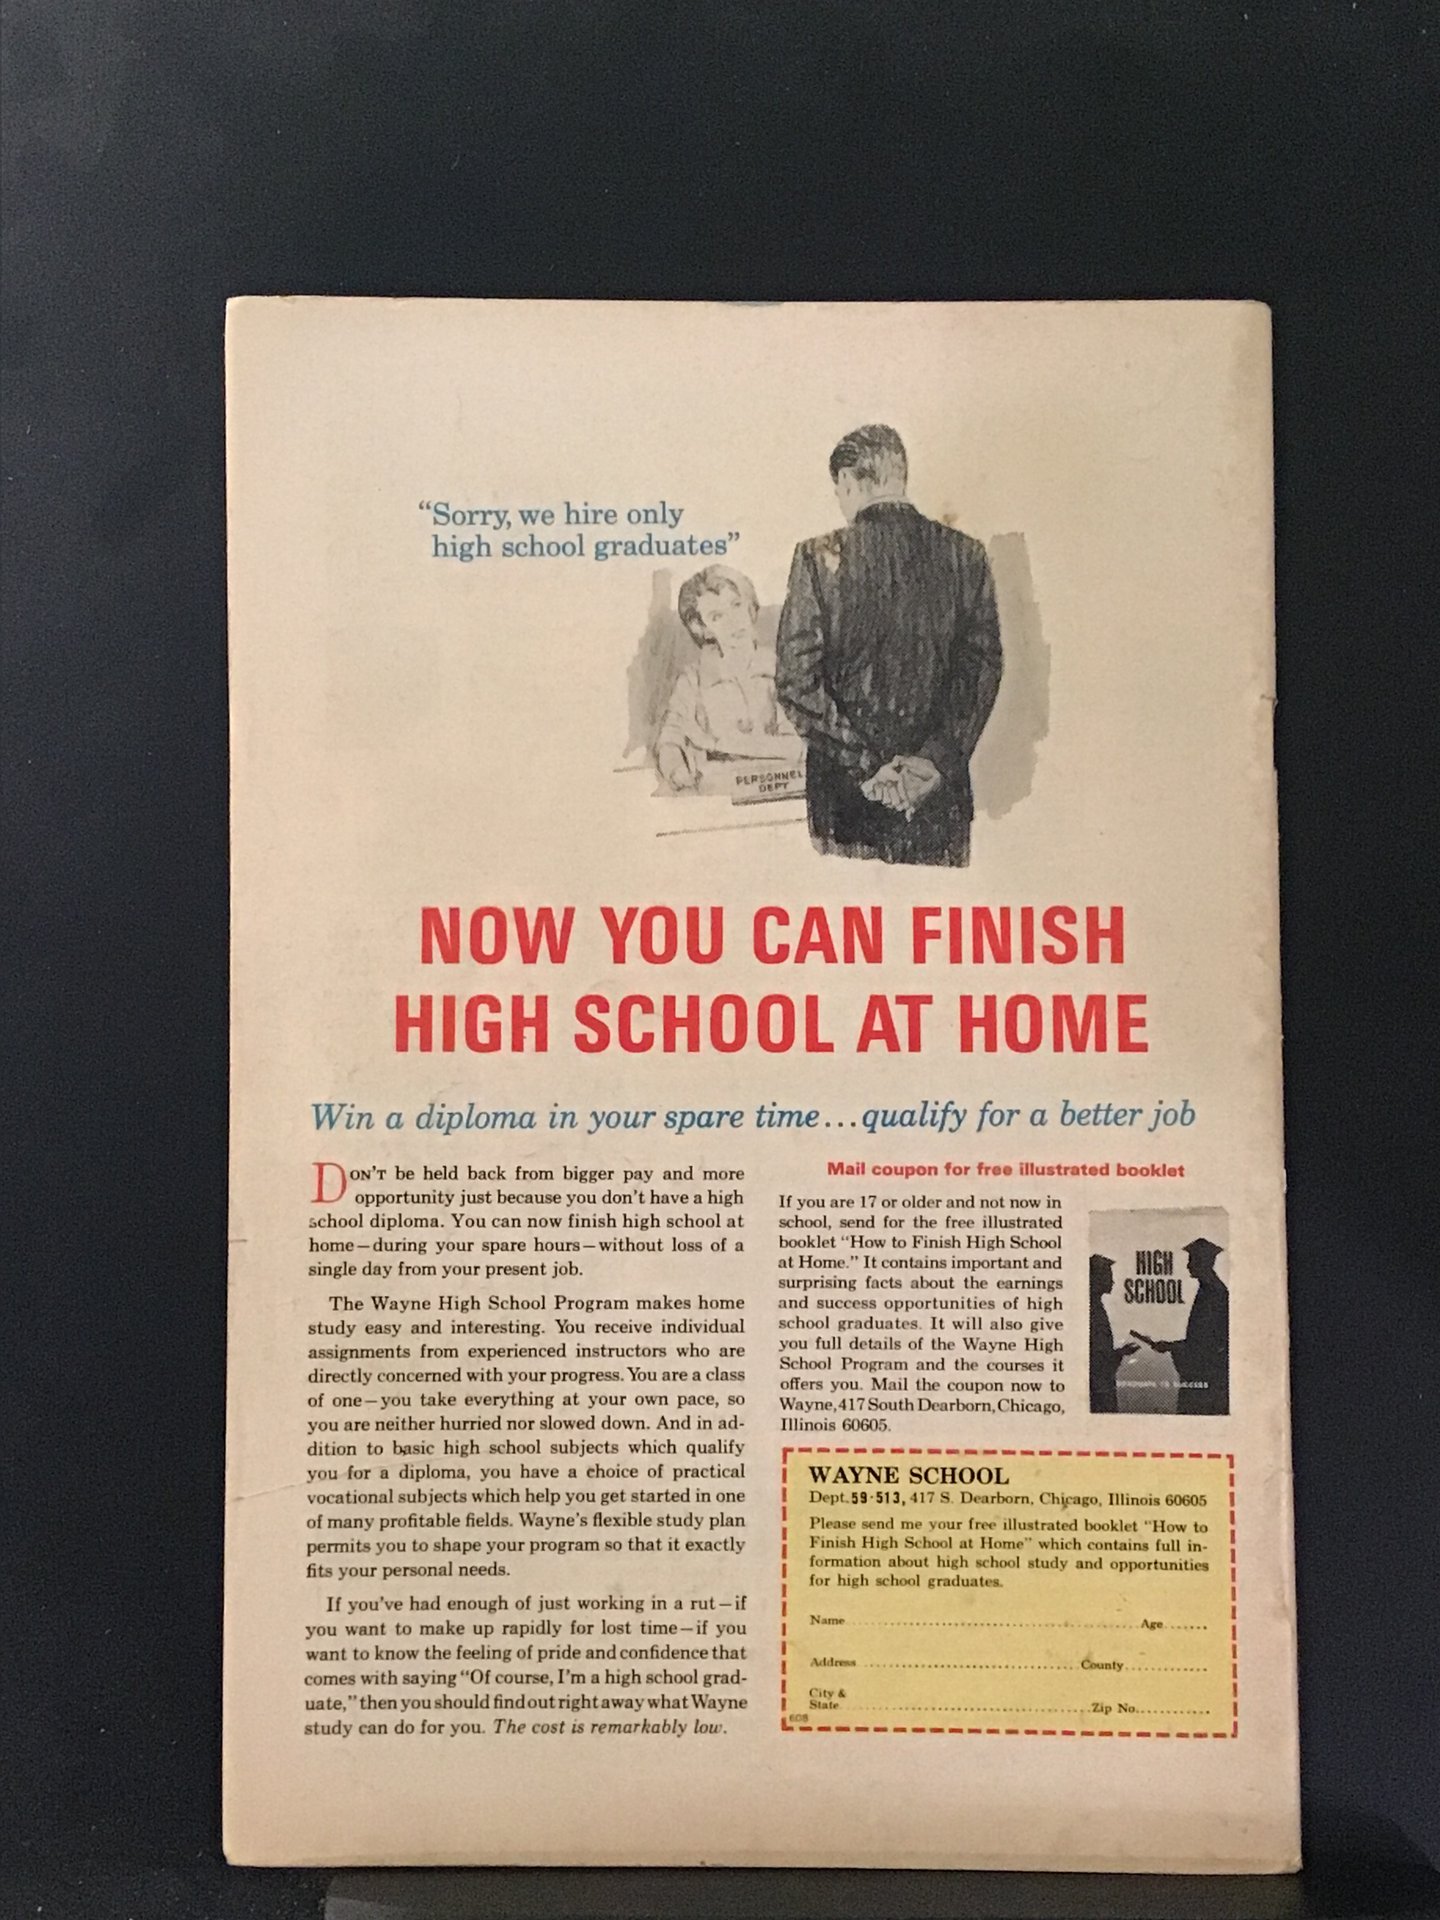 “Sorry, we hire only
high school graduates”
PERSONNEL
DEPT
NOW YOU CAN FINISH
HIGH SCHOOL AT HOME
Win a diploma in your spare time...qualify for a better job
DON’T be held back from bigger pay and more
opportunity just because you don’t have a high
school diploma. You can now finish high school at
home—during your spare hours—without loss of a
single day from your present job.
The Wayne High School Program makes home
study easy and interesting. You receive individual
assignments from experienced instructors who are
directly concerned with your progress. You are a class
of one—you take everything at your own pace, so
you are neither hurried nor slowed down. And in ad-
dition to basic high school subjects which qualify
you for a diploma, you have a choice of practical
vocational subjects which help you get started in one
of many profitable fields. Wayne’s flexible study plan
permits you to shape your program so that it exactly
fits your personal needs.
If you’ve had enough of just working in a rut—if
you want to make up rapidly for lost time—if you
want to know the feeling of pride and confidence that
comes with saying “Of course, I’m a high school grad-
uate,” then you should find out right away what Wayne
study can do for you. The cost is remarkably low.
Mail coupon for free illustrated booklet
If you are 17 or older and not now in
school, send for the free illustrated
booklet “How to Finish High School
at Home.” It contains important and
surprising facts about the earnings
and success opportunities of high
school graduates. It will also give
you full details of the Wayne High
School Program and the courses it
offers you. Mail the coupon now to
Wayne, 417 South Dearborn, Chicago,
Illinois 60605.
HIGH
SCHOOL
TO SUCCESS
WAYNE SCHOOL
Dept. 59-513, 417 S. Dearborn, Chicago, Illinois 60605
Please send me your free illustrated booklet “How to
Finish High School at Home” which contains full in-
formation about high school study and opportunities
for high school graduates.
Name Age
Address County
City &
State Zip No.
608